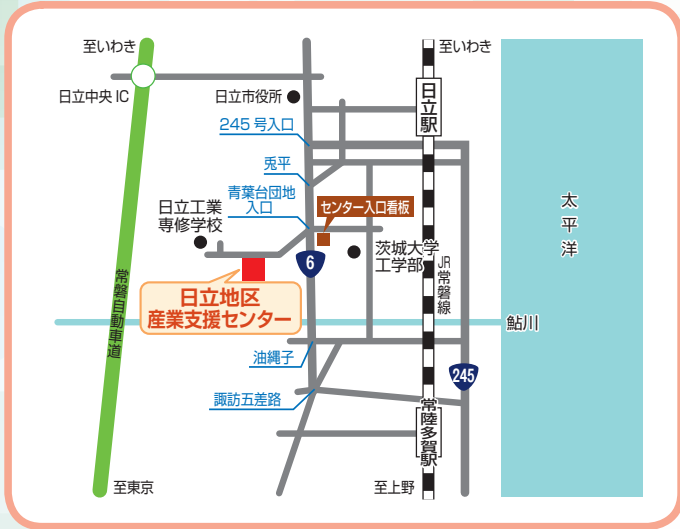 至いわき
至いわき
日立中央 IC
日立市役所
日立駅
245 号入口
兎平
青葉台団地
入口
センター入口看板
日立工業
専修学校
茨城大学
工学部
太平洋
6
JR常磐線
常磐自動車道
日立地区
産業支援センター
鮎川
油縄子
245
諏訪五差路
常陸多賀駅
至東京
至上野